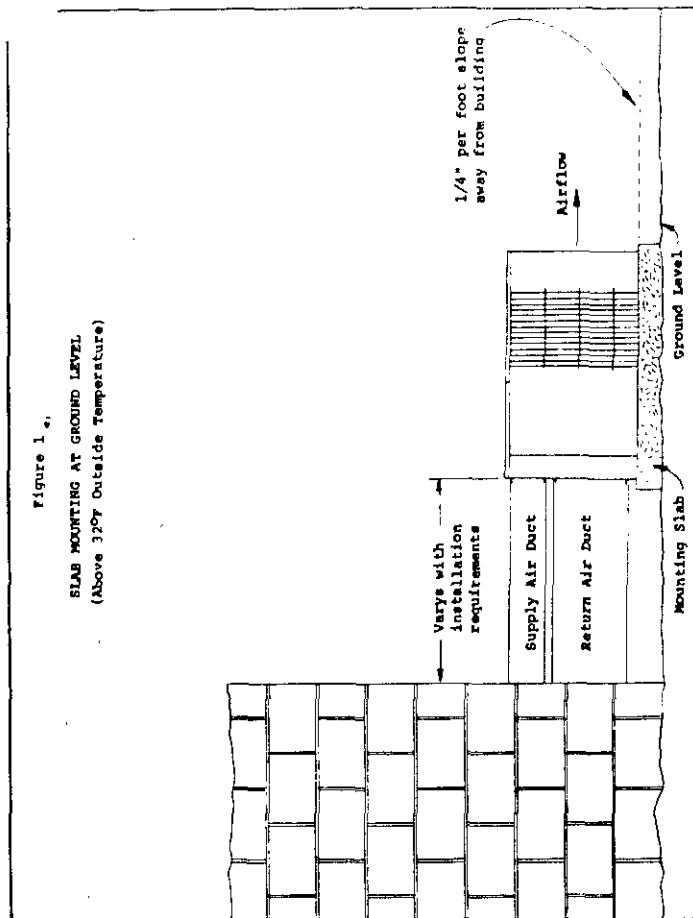 Figure 1
SLAB MOUNTING AT GROUND LEVEL
(Above 32°F Outside Temperature)
Varys with
installation
requirements
Supply Air Duct
Return Air Duct
Mounting Slab
Ground Level
Airflow
1/4" per foot slope
away from building